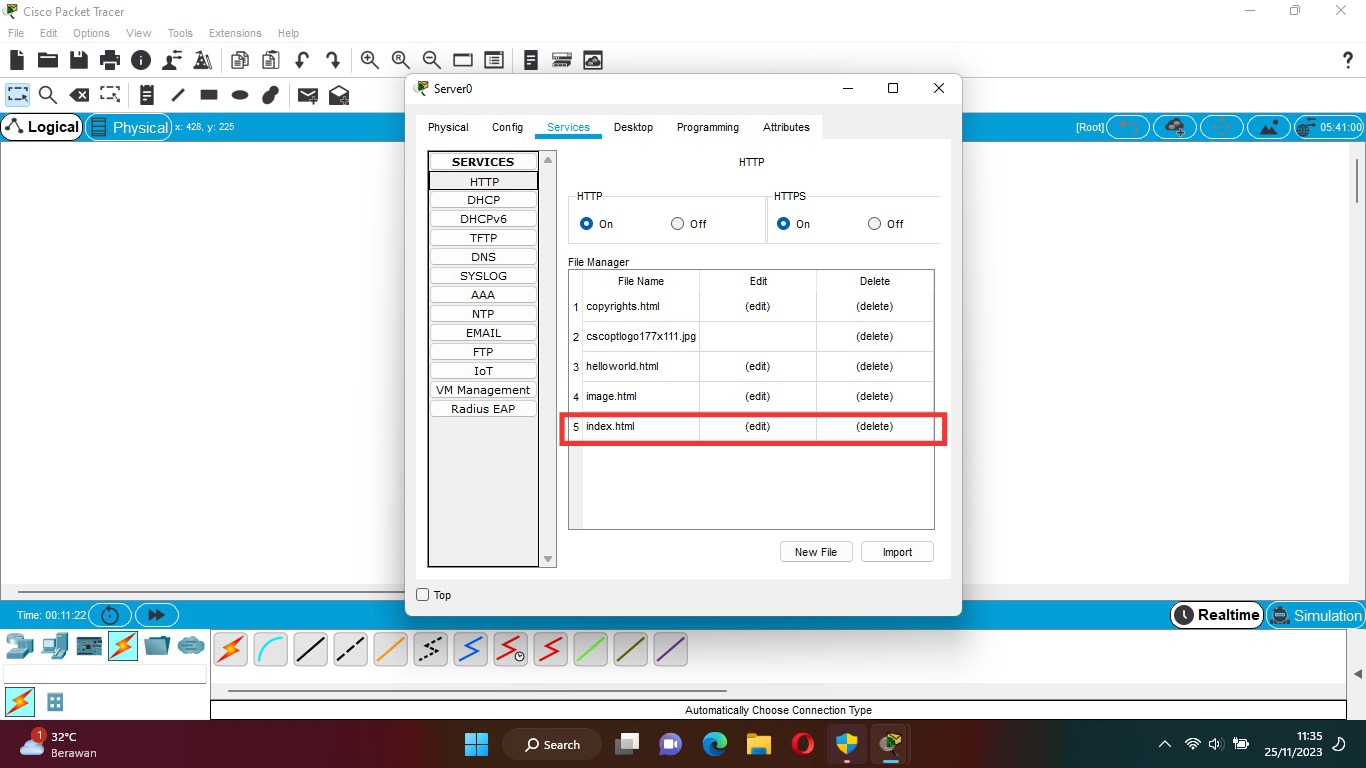 Cisco Packet Tracer
File Edit Options View Tools Extensions Help
Logical Physical x: 428, y: 225
[Root] 05:41:00
Server0
Physical Config Services Desktop Programming Attributes
SERVICES
HTTP
DHCP
DHCPv6
TFTP
DNS
SYSLOG
AAA
NTP
EMAIL
FTP
IoT
VM Management
Radius EAP
HTTP
HTTP HTTPS
On Off On Off
File Manager
File Name Edit Delete
1 copyrights.html (edit) (delete)
2 cscoptlogo177x111.jpg (delete)
3 helloworld.html (edit) (delete)
4 image.html (edit) (delete)
5 index.html (edit) (delete)
New File Import
Top
Time: 00:11:22
Realtime Simulation
Automatically Choose Connection Type
1 32°C
Berawan
Search
11:35
25/11/2023